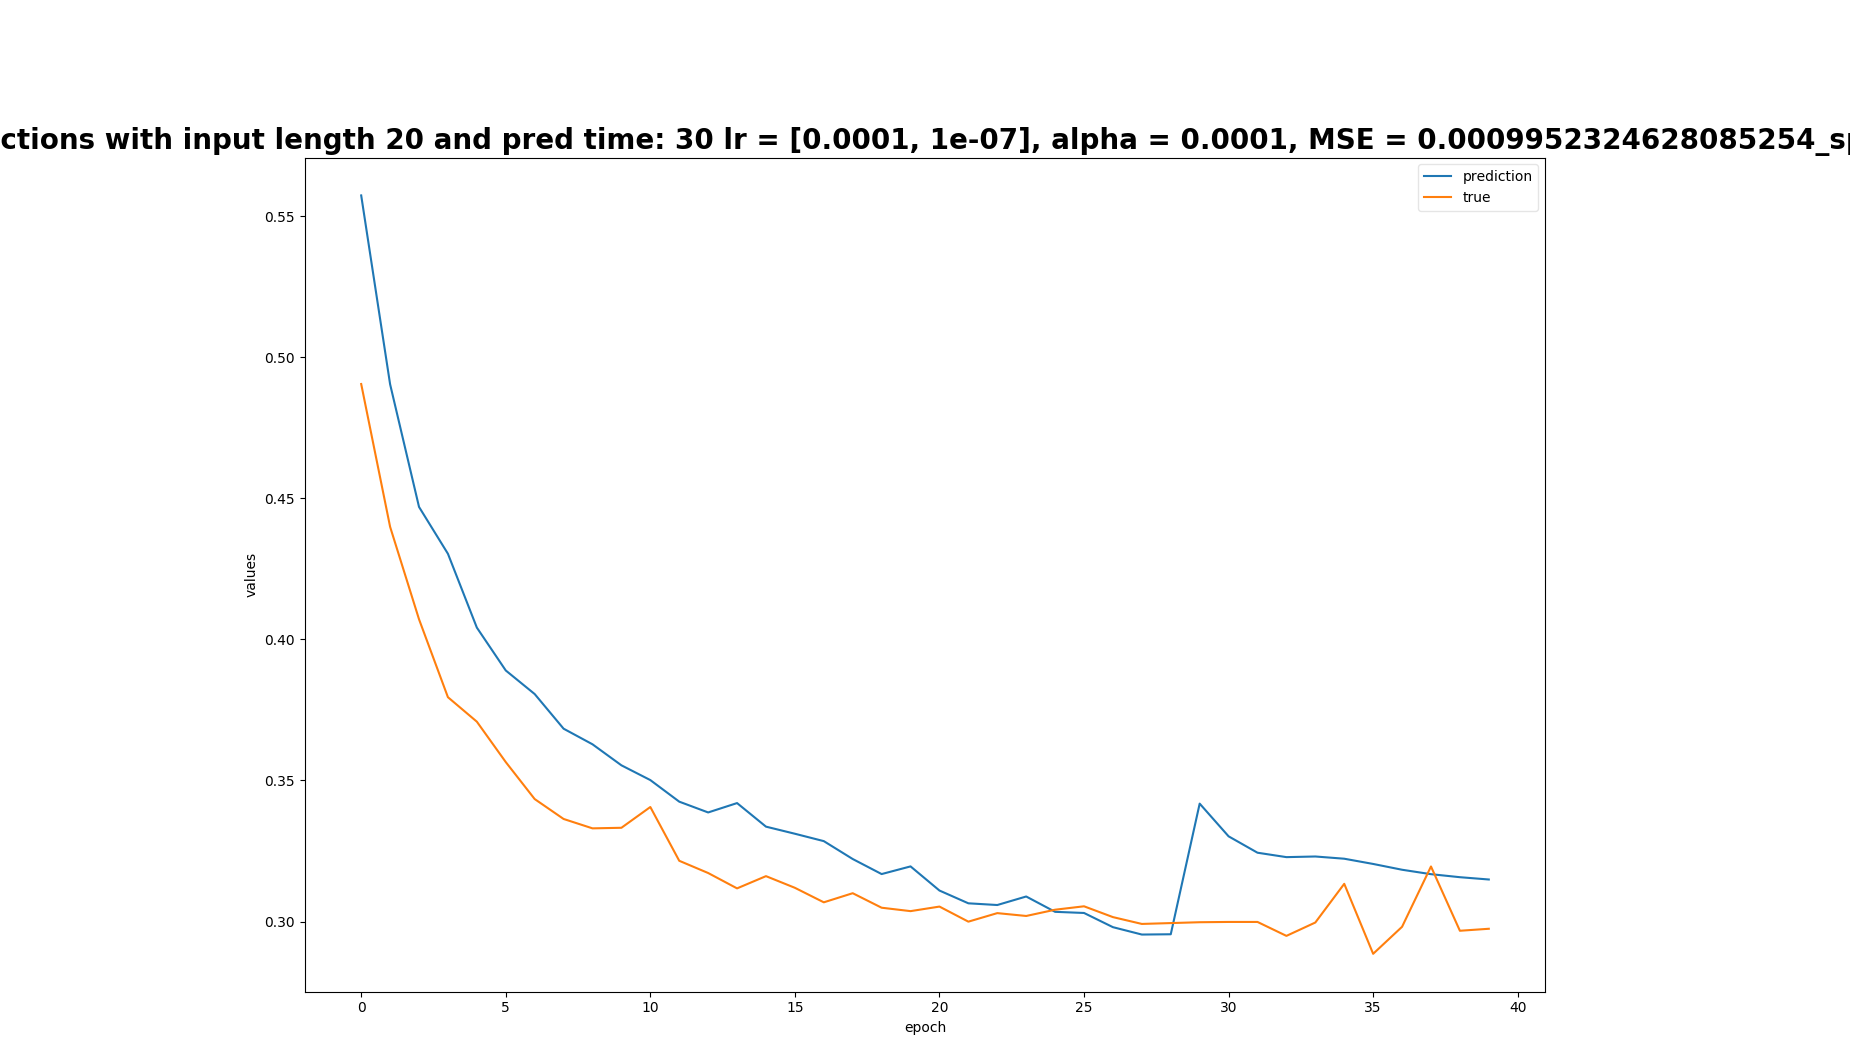 ctions with input length 20 and pred time: 30 lr = [0.0001, 1e-07], alpha = 0.0001, MSE = 0.0009952324628085254_sp
prediction
true
0.55
0.50
0.45
0.40
0.35
0.30
values
0 5 10 15 20 25 30 35 40
epoch